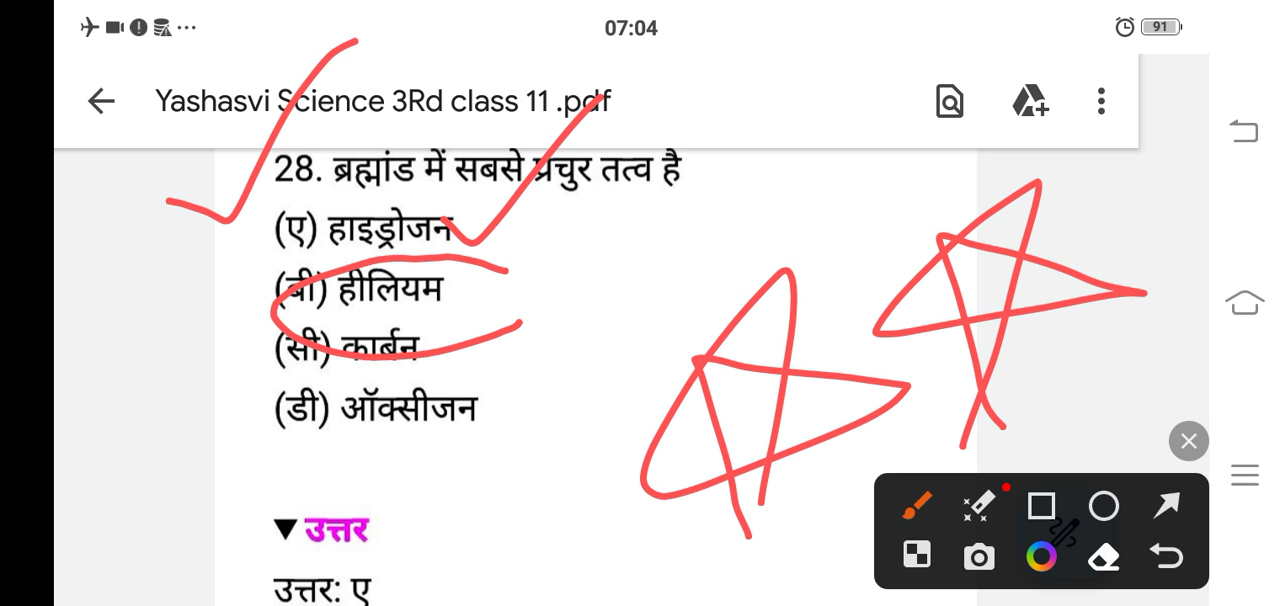 07:04
91
Yashasvi Science 3Rd class 11 .pdf
28. ब्रह्मांड में सबसे प्रचुर तत्व है
(ए) हाइड्रोजन
(बी) हीलियम
(सी) कार्बन
(डी) ऑक्सीजन
▼ उत्तर
उत्तर: ए